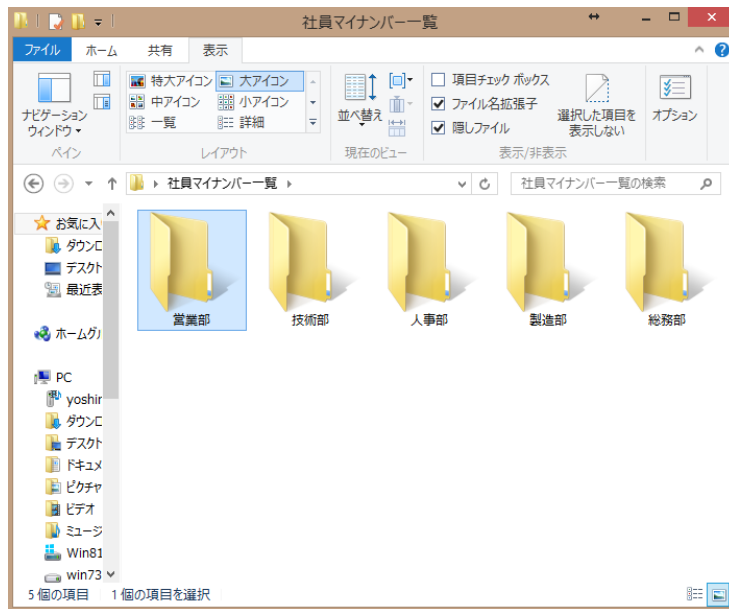 社員マイナンバー一覧
ファイル ホーム 共有 表示
ナビゲーション
ウィンドウ
特大アイコン 大アイコン
中アイコン 小アイコン
一覧 詳細
並べ替え
項目チェック ボックス
ファイル名拡張子
隠しファイル
選択した項目を
表示しない
オプション
ペイン レイアウト 現在のビュー 表示/非表示
社員マイナンバー一覧
社員マイナンバー一覧の検索
お気に入
ダウンロ
デスクト
最近表
ホームグル
PC
yoshir
ダウンロ
デスクト
ドキュメ
ピクチャ
ビデオ
ミュージ
Win81
win73
営業部 技術部 人事部 製造部 総務部
5 個の項目 1 個の項目を選択